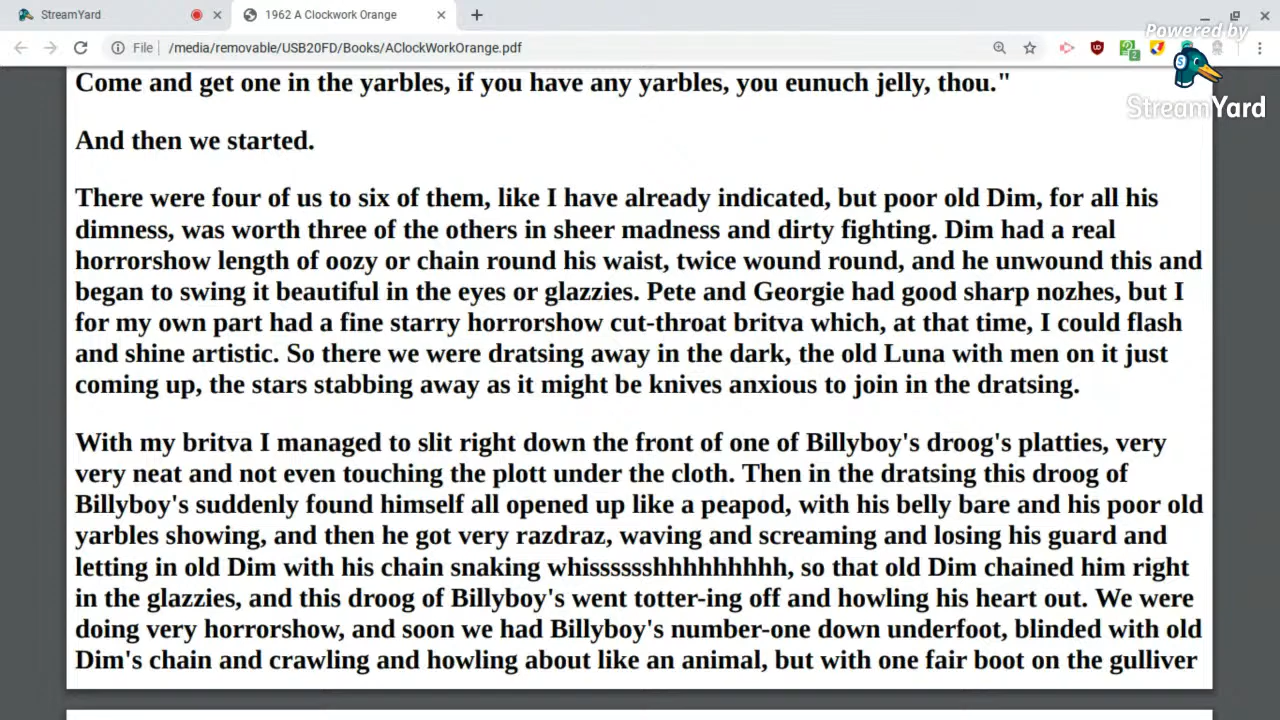 StreamYard
1962 A Clockwork Orange
File
/media/removable/USB20FD/Books/AClockWorkOrange.pdf
2
Powered by
S
StreamYard
Come and get one in the yarbles, if you have any yarbles, you eunuch jelly, thou."
And then we started.
There were four of us to six of them, like I have already indicated, but poor old Dim, for all his
dimness, was worth three of the others in sheer madness and dirty fighting. Dim had a real
horrorshow length of oozy or chain round his waist, twice wound round, and he unwound this and
began to swing it beautiful in the eyes or glazzies. Pete and Georgie had good sharp nozhes, but I
for my own part had a fine starry horrorshow cut-throat britva which, at that time, I could flash
and shine artistic. So there we were dratsing away in the dark, the old Luna with men on it just
coming up, the stars stabbing away as it might be knives anxious to join in the dratsing.
With my britva I managed to slit right down the front of one of Billyboy's droog's platties, very
very neat and not even touching the plott under the cloth. Then in the dratsing this droog of
Billyboy's suddenly found himself all opened up like a peapod, with his belly bare and his poor old
yarbles showing, and then he got very razdraz, waving and screaming and losing his guard and
letting in old Dim with his chain snaking whisssssshhhhhhhhh, so that old Dim chained him right
in the glazzies, and this droog of Billyboy's went totter-ing off and howling his heart out. We were
doing very horrorshow, and soon we had Billyboy's number-one down underfoot, blinded with old
Dim's chain and crawling and howling about like an animal, but with one fair boot on the gulliver